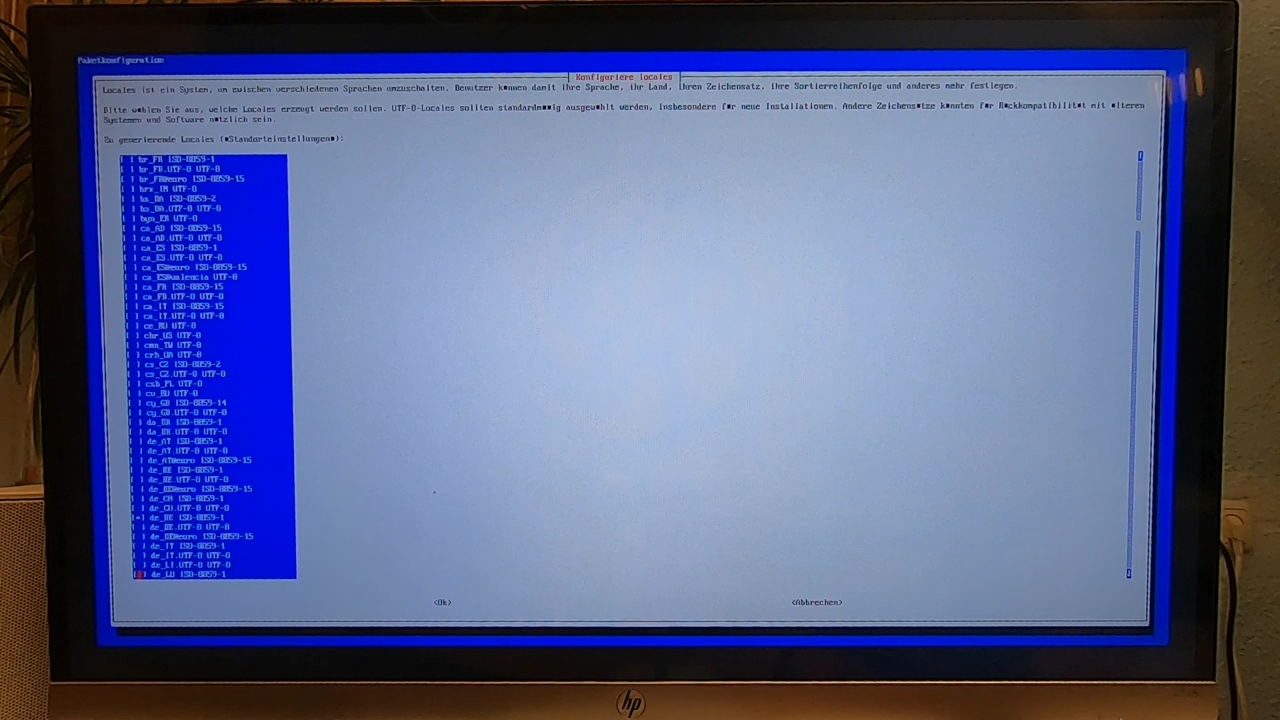 Paketkonfiguration
Konfiguriere locales
Locales ist ein System, um zwischen verschiedenen Sprachen umzuschalten. Benutzer k■nnen damit Ihre Sprache, ihr Land, ihren Zeichensatz, Ihre Sortierreihenfolge und anderes mehr festlegen.
Bitte w■hlen Sie aus, welche Locales erzeugt werden sollen. UTF-8-Locales sollten standardm■■ig ausgew■hlt werden, insbesondere f■r neue Installationen. Andere Zeichens■tze k■nnten f■r R■ckkompatibilit■t mit ■lteren
Systemen und Software n■tzlich sein.
Zu generierende Locales (■Standardeinstellungen■):
[ ] br_FR ISO-8859-1
[ ] br_FR.UTF-8 UTF-8
[ ] br_FR@euro ISO-8859-15
[ ] brx_IN UTF-8
[ ] bs_BA ISO-8859-2
[ ] bs_BA.UTF-8 UTF-8
[ ] byn_ER UTF-8
[ ] ca_AD ISO-8859-15
[ ] ca_AD.UTF-8 UTF-8
[ ] ca_ES ISO-8859-1
[ ] ca_ES.UTF-8 UTF-8
[ ] ca_ES@euro ISO-8859-15
[ ] ca_ES@valencia UTF-8
[ ] ca_FR ISO-8859-15
[ ] ca_FR.UTF-8 UTF-8
[ ] ca_IT ISO-8859-15
[ ] ca_IT.UTF-8 UTF-8
[ ] ce_RU UTF-8
[ ] chr_US UTF-8
[ ] cmn_TW UTF-8
[ ] crh_UA UTF-8
[ ] cs_CZ ISO-8859-2
[ ] cs_CZ.UTF-8 UTF-8
[ ] csb_PL UTF-8
[ ] cv_RU UTF-8
[ ] cy_GB ISO-8859-14
[ ] cy_GB.UTF-8 UTF-8
[ ] da_DK ISO-8859-1
[ ] da_DK.UTF-8 UTF-8
[ ] de_AT ISO-8859-1
[ ] de_AT.UTF-8 UTF-8
[ ] de_AT@euro ISO-8859-15
[ ] de_BE ISO-8859-1
[ ] de_BE.UTF-8 UTF-8
[ ] de_BE@euro ISO-8859-15
[ ] de_CH ISO-8859-1
[ ] de_CH.UTF-8 UTF-8
[*] de_DE ISO-8859-1
[ ] de_DE.UTF-8 UTF-8
[ ] de_DE@euro ISO-8859-15
[ ] de_IT ISO-8859-1
[ ] de_IT.UTF-8 UTF-8
[ ] de_LI.UTF-8 UTF-8
[ ] de_LU ISO-8859-1
<Ok> <Abbrechen>
hp